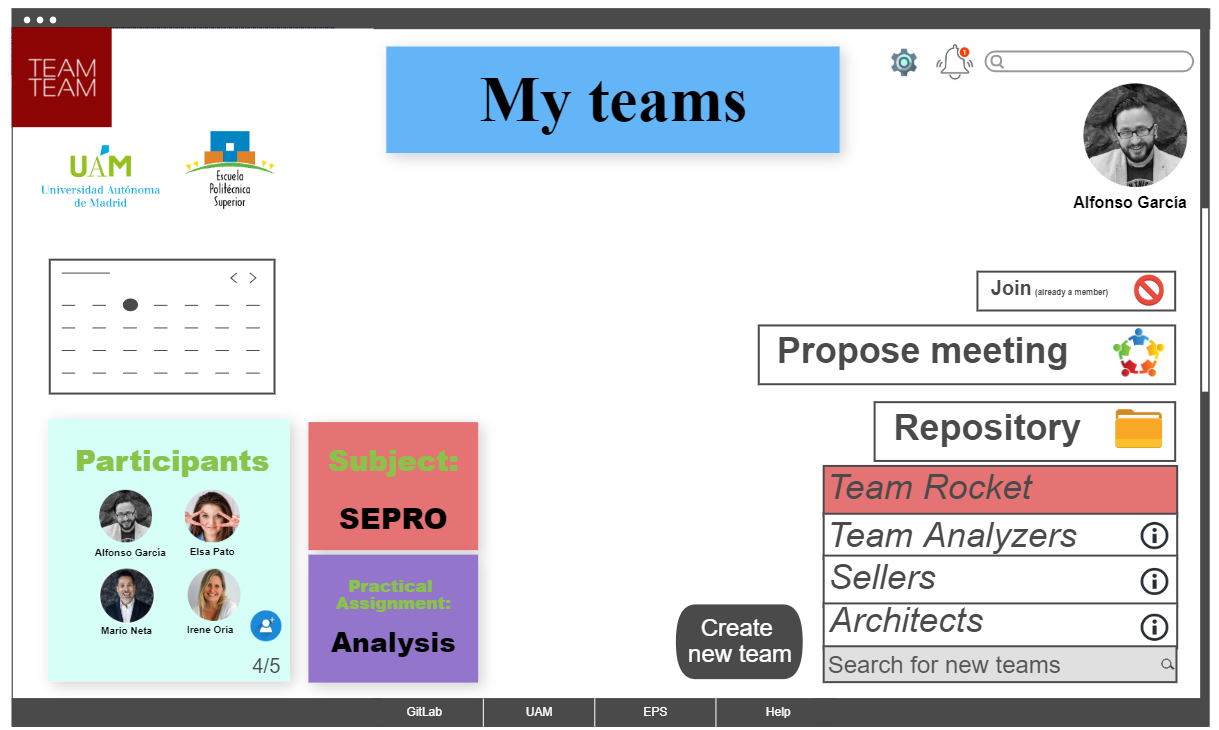 TEAM
TEAM
My teams
1
UAM
Universidad Autónoma
de Madrid
Escuela
Politécnica
Superior
Alfonso García
Join (already a member)
Propose meeting
Repository
Participants
Alfonso García
Elsa Pato
Mario Neta
Irene Oria
4/5
Subject:
SEPRO
Practical
Assignment:
Analysis
Team Rocket
Team Analyzers
Sellers
Architects
Search for new teams
Create
new team
GitLab
UAM
EPS
Help